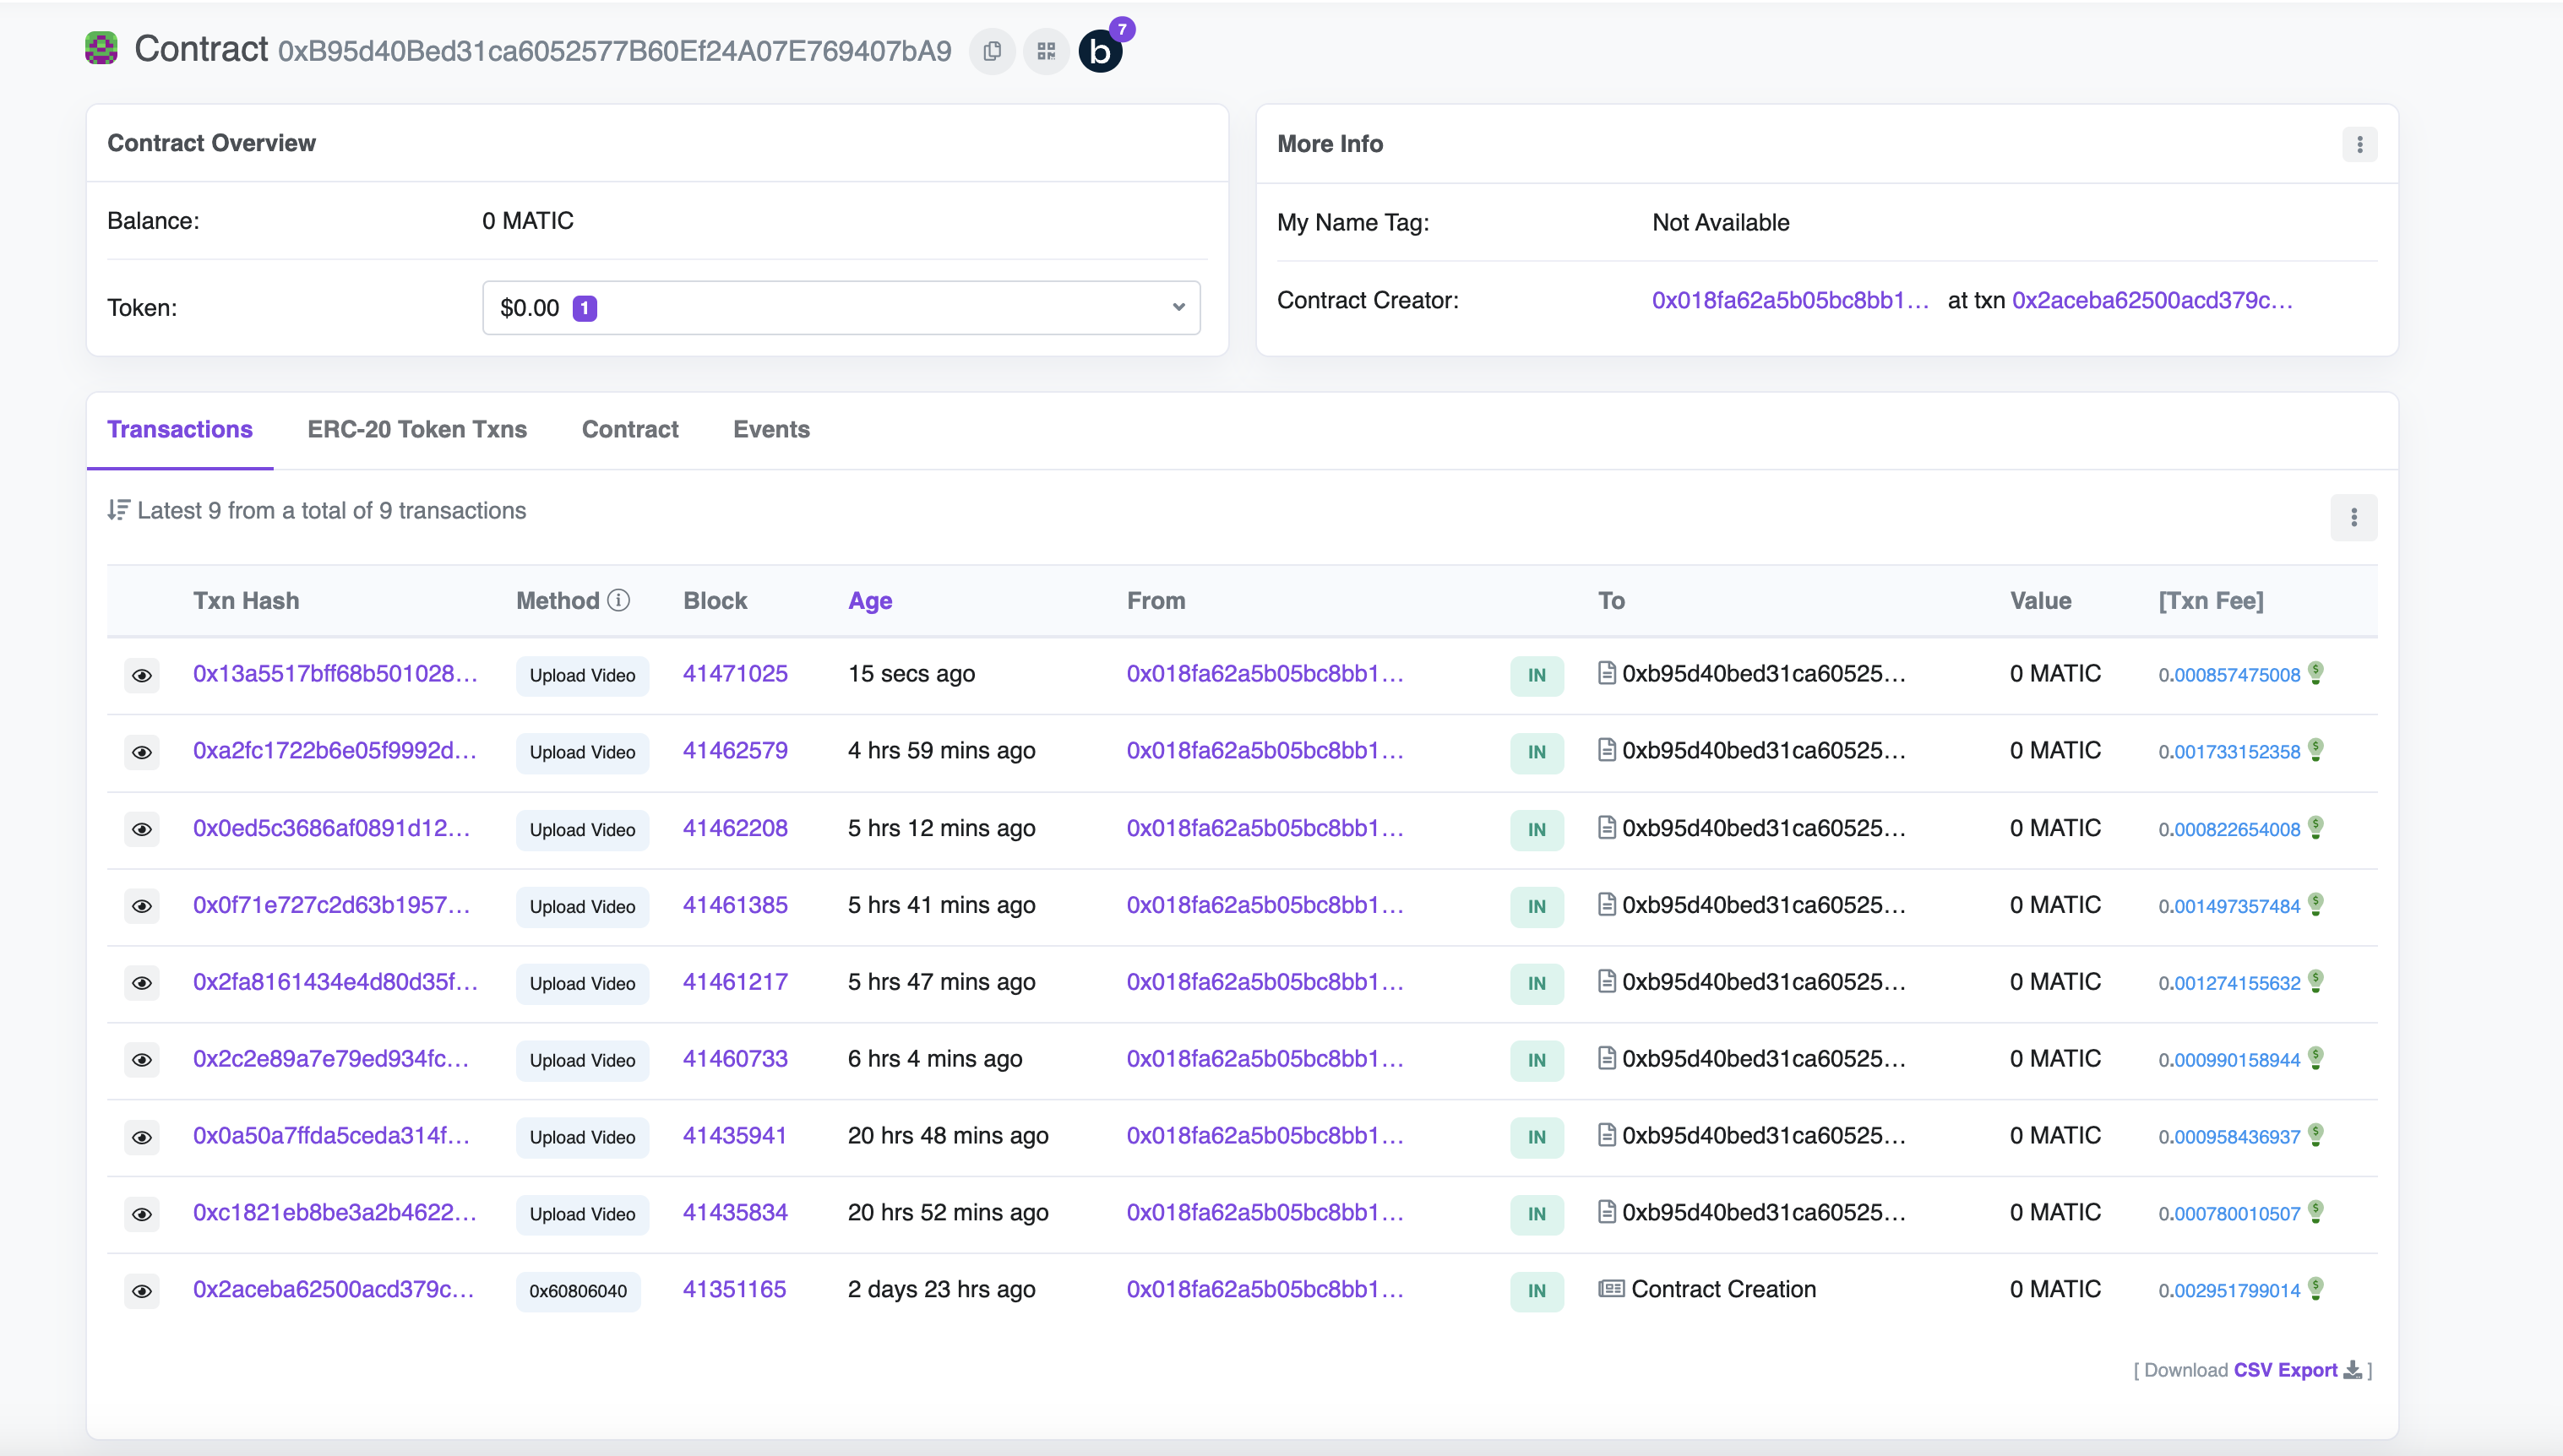 Contract 0xB95d40Bed31ca6052577B60Ef24A07E769407bA9 b 7
Contract Overview
Balance: 0 MATIC
Token: $0.00 1
More Info
My Name Tag: Not Available
Contract Creator: 0x018fa62a5b05bc8bb1... at txn 0x2aceba62500acd379c...
Transactions ERC-20 Token Txns Contract Events
Latest 9 from a total of 9 transactions
Txn Hash Method Block Age From To Value [Txn Fee]
0x13a5517bff68b501028... Upload Video 41471025 15 secs ago 0x018fa62a5b05bc8bb1... IN 0xb95d40bed31ca60525... 0 MATIC 0.000857475008
0xa2fc1722b6e05f9992d... Upload Video 41462579 4 hrs 59 mins ago 0x018fa62a5b05bc8bb1... IN 0xb95d40bed31ca60525... 0 MATIC 0.001733152358
0x0ed5c3686af0891d12... Upload Video 41462208 5 hrs 12 mins ago 0x018fa62a5b05bc8bb1... IN 0xb95d40bed31ca60525... 0 MATIC 0.000822654008
0x0f71e727c2d63b1957... Upload Video 41461385 5 hrs 41 mins ago 0x018fa62a5b05bc8bb1... IN 0xb95d40bed31ca60525... 0 MATIC 0.001497357484
0x2fa8161434e4d80d35f... Upload Video 41461217 5 hrs 47 mins ago 0x018fa62a5b05bc8bb1... IN 0xb95d40bed31ca60525... 0 MATIC 0.001274155632
0x2c2e89a7e79ed934fc... Upload Video 41460733 6 hrs 4 mins ago 0x018fa62a5b05bc8bb1... IN 0xb95d40bed31ca60525... 0 MATIC 0.000990158944
0x0a50a7ffda5ceda314f... Upload Video 41435941 20 hrs 48 mins ago 0x018fa62a5b05bc8bb1... IN 0xb95d40bed31ca60525... 0 MATIC 0.000958436937
0xc1821eb8be3a2b4622... Upload Video 41435834 20 hrs 52 mins ago 0x018fa62a5b05bc8bb1... IN 0xb95d40bed31ca60525... 0 MATIC 0.000780010507
0x2aceba62500acd379c... 0x60806040 41351165 2 days 23 hrs ago 0x018fa62a5b05bc8bb1... IN Contract Creation 0 MATIC 0.002951799014
[ Download CSV Export ]